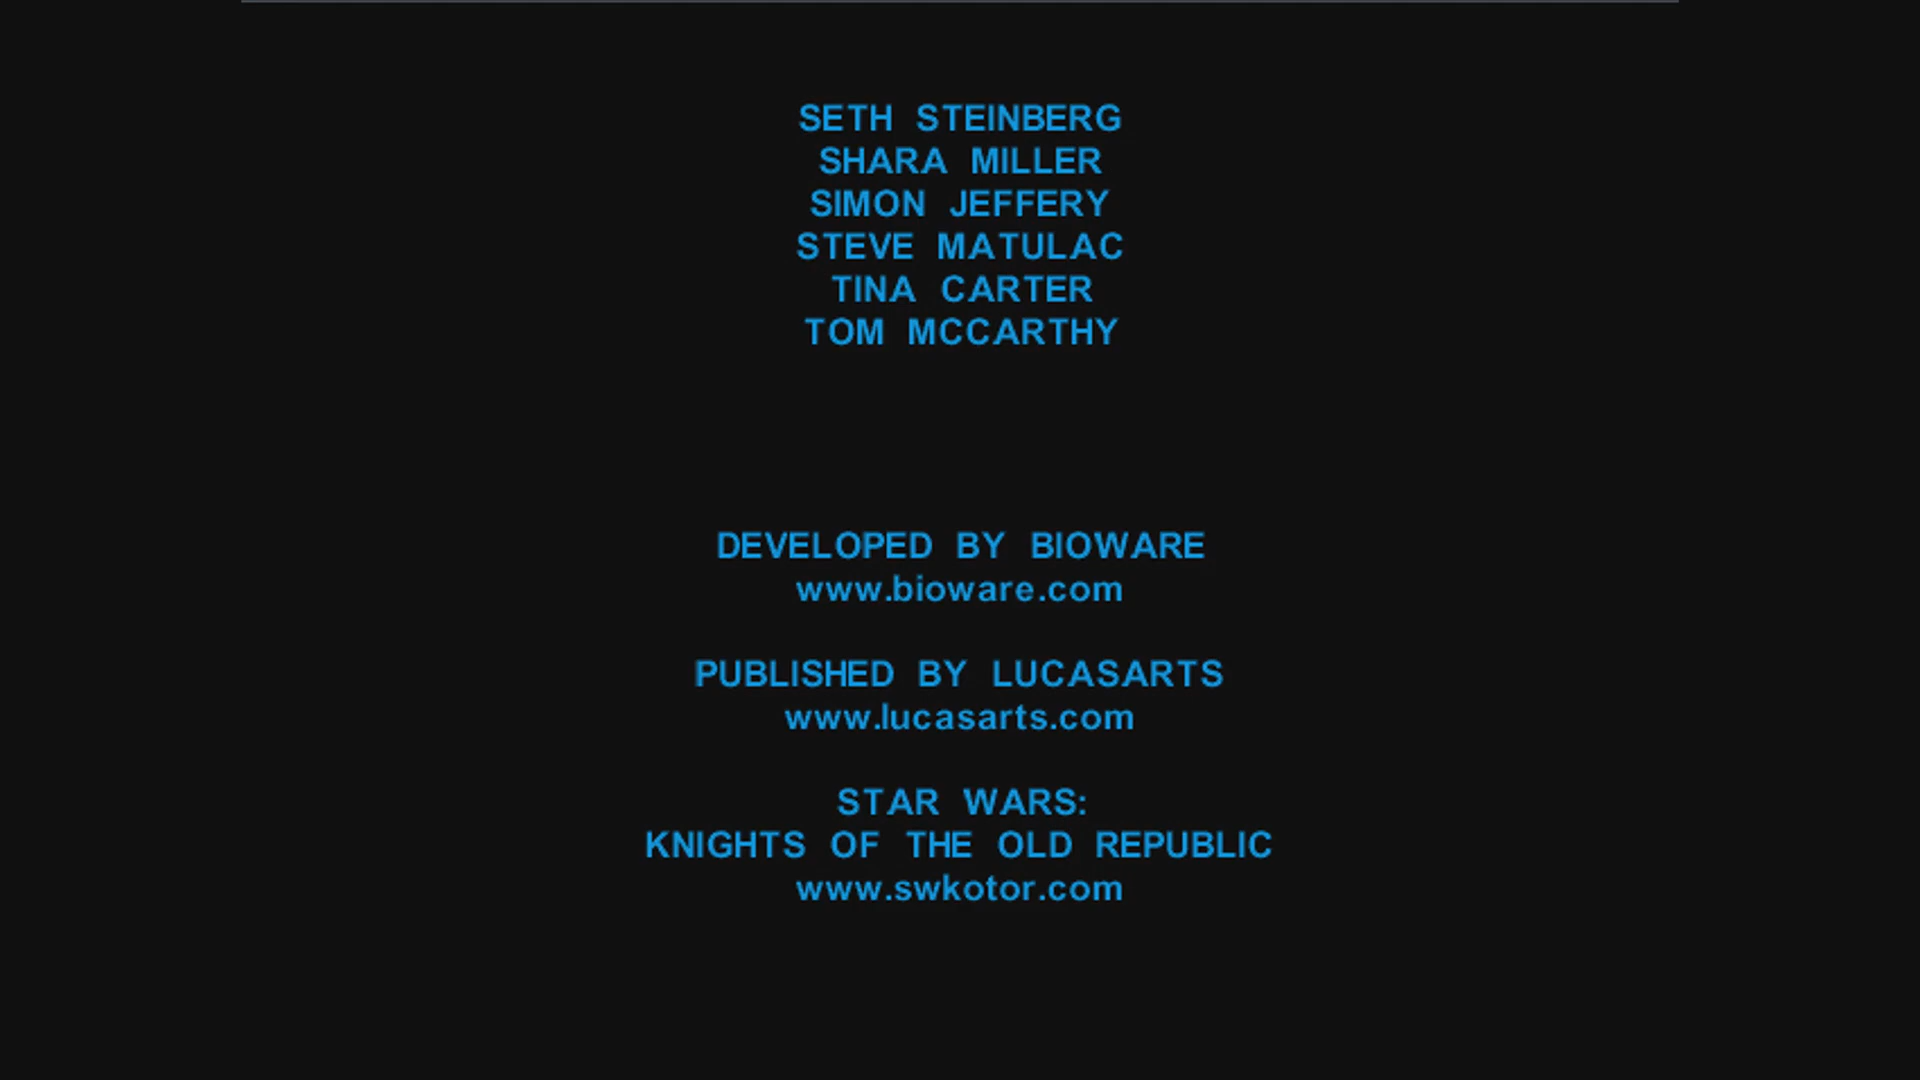 SETH STEINBERG
SHARA MILLER
SIMON JEFFERY
STEVE MATULAC
TINA CARTER
TOM MCCARTHY
DEVELOPED BY BIOWARE
www.bioware.com
PUBLISHED BY LUCASARTS
www.lucasarts.com
STAR WARS:
KNIGHTS OF THE OLD REPUBLIC
www.swkotor.com